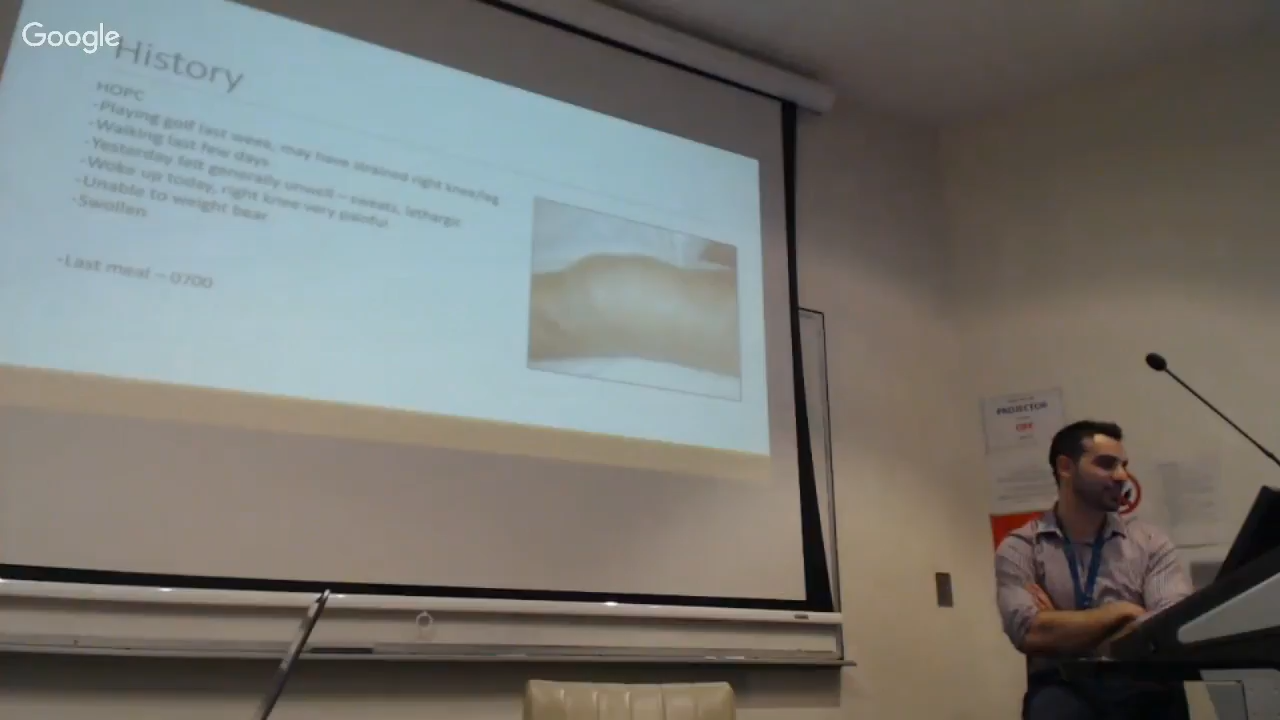 Google
History
HOPC
-Playing golf last week, may have strained right knee/leg
-Walking last few days
-Yesterday felt generally unwell – sweats, lethargic
-Woke up today, right knee very painful
-Unable to weight bear
-Swollen
-Last meal – 0700
PROJECTOR